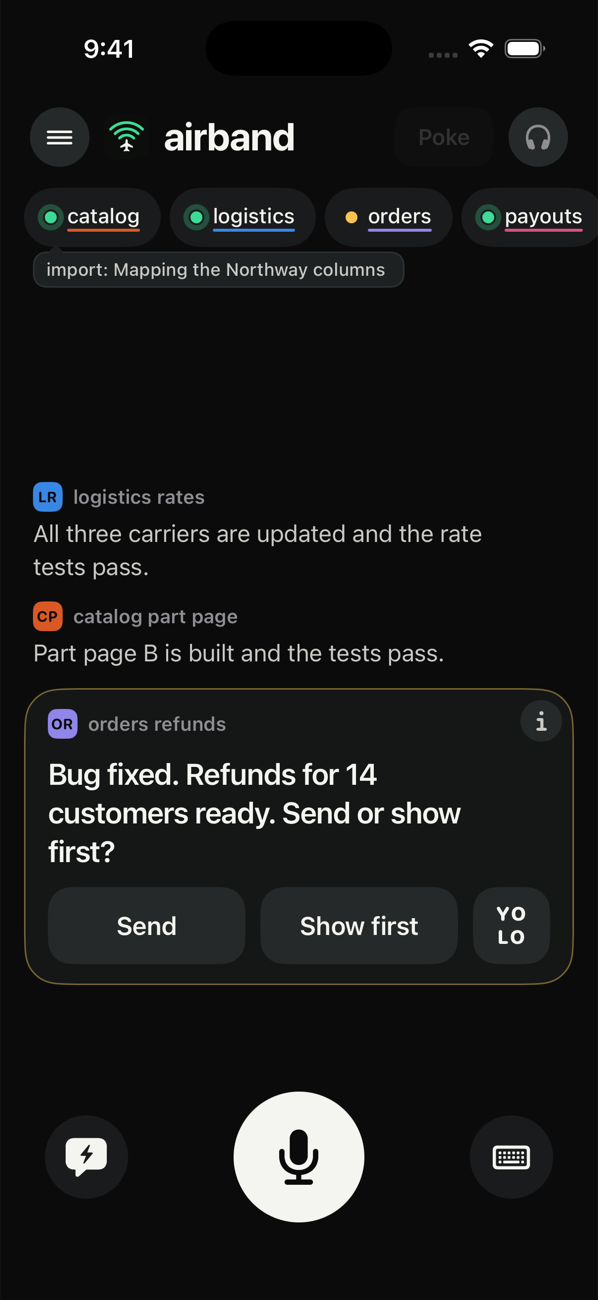 9:41
airband
Poke
catalog
logistics
orders
payouts
import: Mapping the Northway columns
LR logistics rates
All three carriers are updated and the rate
tests pass.
CP catalog part page
Part page B is built and the tests pass.
OR orders refunds
i
Bug fixed. Refunds for 14
customers ready. Send or show
first?
Send
Show first
YO
LO